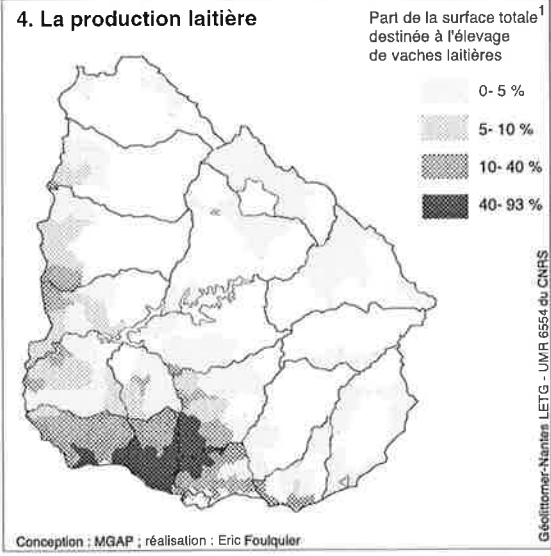 4. La production laitière
Part de la surface totale1
destinée à l'élevage
de vaches laitières
0- 5 %
5- 10 %
10- 40 %
40- 93 %
Géolittomer-Nantes LETG - UMR 6554 du CNRS
Conception : MGAP ; réalisation : Eric Foulquier